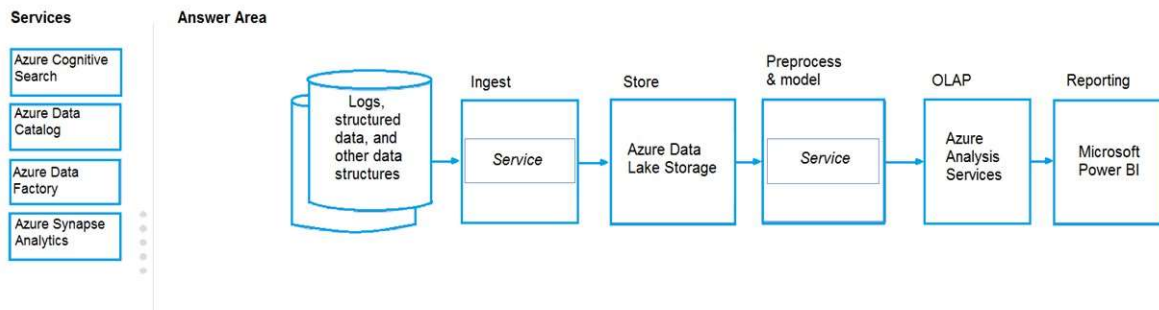 Services
Answer Area
Azure Cognitive
Search
Azure Data
Catalog
Azure Data
Factory
Azure Synapse
Analytics
Logs,
structured
data, and
other data
structures
Ingest
Service
Store
Azure Data
Lake Storage
Preprocess
& model
Service
OLAP
Azure
Analysis
Services
Reporting
Microsoft
Power BI